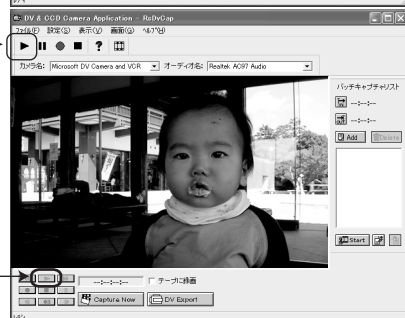 DV & CCD Camera Application - RsDvCap
ファイル(F) 設定(S) 表示(V) 画面(G) ヘルプ(H)
カメラ名: Microsoft DV Camera and VCR オーディオ名: Realtek AC97 Audio
バッチキャプチャリスト
--:--:--
--:--:--
Add Delete
Start
--:--:-- テープに録画
Capture Now DV Export